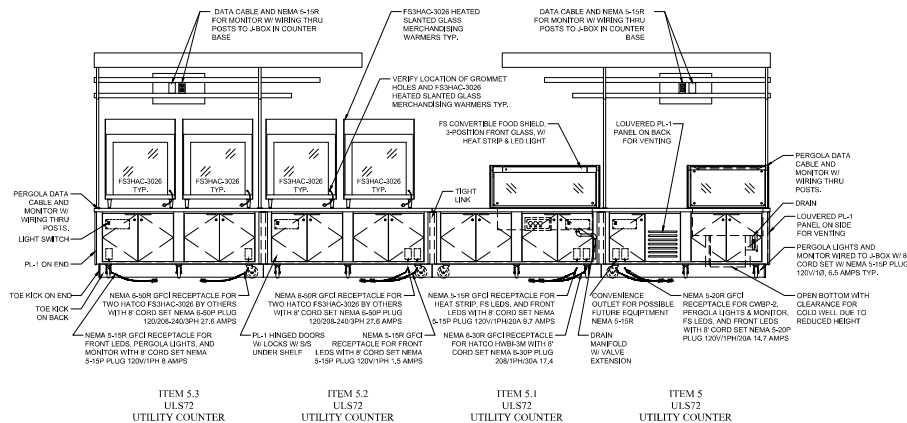 DATA CABLE AND NEMA 5-15R
FOR MONITOR W/ WIRING THRU
POSTS TO J-BOX IN COUNTER
BASE
FS3HAC-3026 HEATED
SLANTED GLASS
MERCHANDISING
WARMERS TYP.
DATA CABLE AND NEMA 5-15R
FOR MONITOR W/ WIRING THRU
POSTS TO J-BOX IN COUNTER
BASE
VERIFY LOCATION OF GROMMET
HOLES AND FS3HAC-3026
HEATED SLANTED GLASS
MERCHANDISING WARMERS TYP.
FS CONVERTIBLE FOOD SHIELD,
3-POSITION FRONT GLASS, W/
HEAT STRIP & LED LIGHT
LOUVERED PL-1
PANEL ON BACK
FOR VENTING
FS3HAC-3026
TYP.
FS3HAC-3026
TYP.
FS3HAC-3026
TYP.
FS3HAC-3026
TYP.
PERGOLA DATA
CABLE AND
MONITOR W/
WIRING THRU
POSTS.
LIGHT SWITCH
PL-1 ON END
TOE KICK ON END
TOE KICK
ON BACK
TIGHT
LINK
PERGOLA DATA
CABLE AND
MONITOR W/
WIRING THRU
POSTS.
DRAIN
LOUVERED PL-1
PANEL ON SIDE
FOR VENTING
PERGOLA LIGHTS AND
MONITOR WIRED TO J-BOX W/ 8'
CORD SET W/ NEMA 5-15P PLUG
120V/1Ø, 6.5 AMPS TYP.
NEMA 6-50R GFCI RECEPTACLE FOR
TWO HATCO FS3HAC-3026 BY OTHERS
WITH 8' CORD SET NEMA 6-50P PLUG
120/208-240/3PH 27.6 AMPS
NEMA 6-50R GFCI RECEPTACLE FOR
TWO HATCO FS3HAC-3026 BY OTHERS
WITH 8' CORD SET NEMA 6-50P PLUG
120/208-240/3PH 27.6 AMPS
NEMA 5-15R GFCI RECEPTACLE FOR
HEAT STRIP, FS LEDS, AND FRONT
LEDS WITH 8' CORD SET NEMA
5-15P PLUG 120V/1PH/20A 9.7 AMPS
CONVENIENCE
OUTLET FOR POSSIBLE
FUTURE EQUIPMENT
NEMA 5-15R
NEMA 5-20R GFCI
RECEPTACLE FOR CWBP-2,
PERGOLA LIGHTS & MONITOR,
FS LEDS, AND FRONT LEDS
WITH 8' CORD SET NEMA 5-20P
PLUG 120V/1PH/20A 14.7 AMPS
OPEN BOTTOM WITH
CLEARANCE FOR
COLD WELL DUE TO
REDUCED HEIGHT
NEMA 5-15R GFCI RECEPTACLE FOR
FRONT LEDS, PERGOLA LIGHTS, AND
MONITOR WITH 8' CORD SET NEMA
5-15P PLUG 120V/1PH 8 AMPS
PL-1 HINGED DOORS
W/ LOCKS W/ S/S
UNDER SHELF
NEMA 5-15R GFCI
RECEPTACLE FOR FRONT
LEDS WITH 8' CORD SET NEMA
5-15P PLUG 120V/1PH 1.5 AMPS
NEMA 6-30R GFCI RECEPTACLE
FOR HATCO HWBI-3M WITH 8'
CORD SET NEMA 6-30P PLUG
208/1PH/30A 17.4
DRAIN
MANIFOLD
W/ VALVE
EXTENSION
ITEM 5.3
ULS72
UTILITY COUNTER
ITEM 5.2
ULS72
UTILITY COUNTER
ITEM 5.1
ULS72
UTILITY COUNTER
ITEM 5
ULS72
UTILITY COUNTER